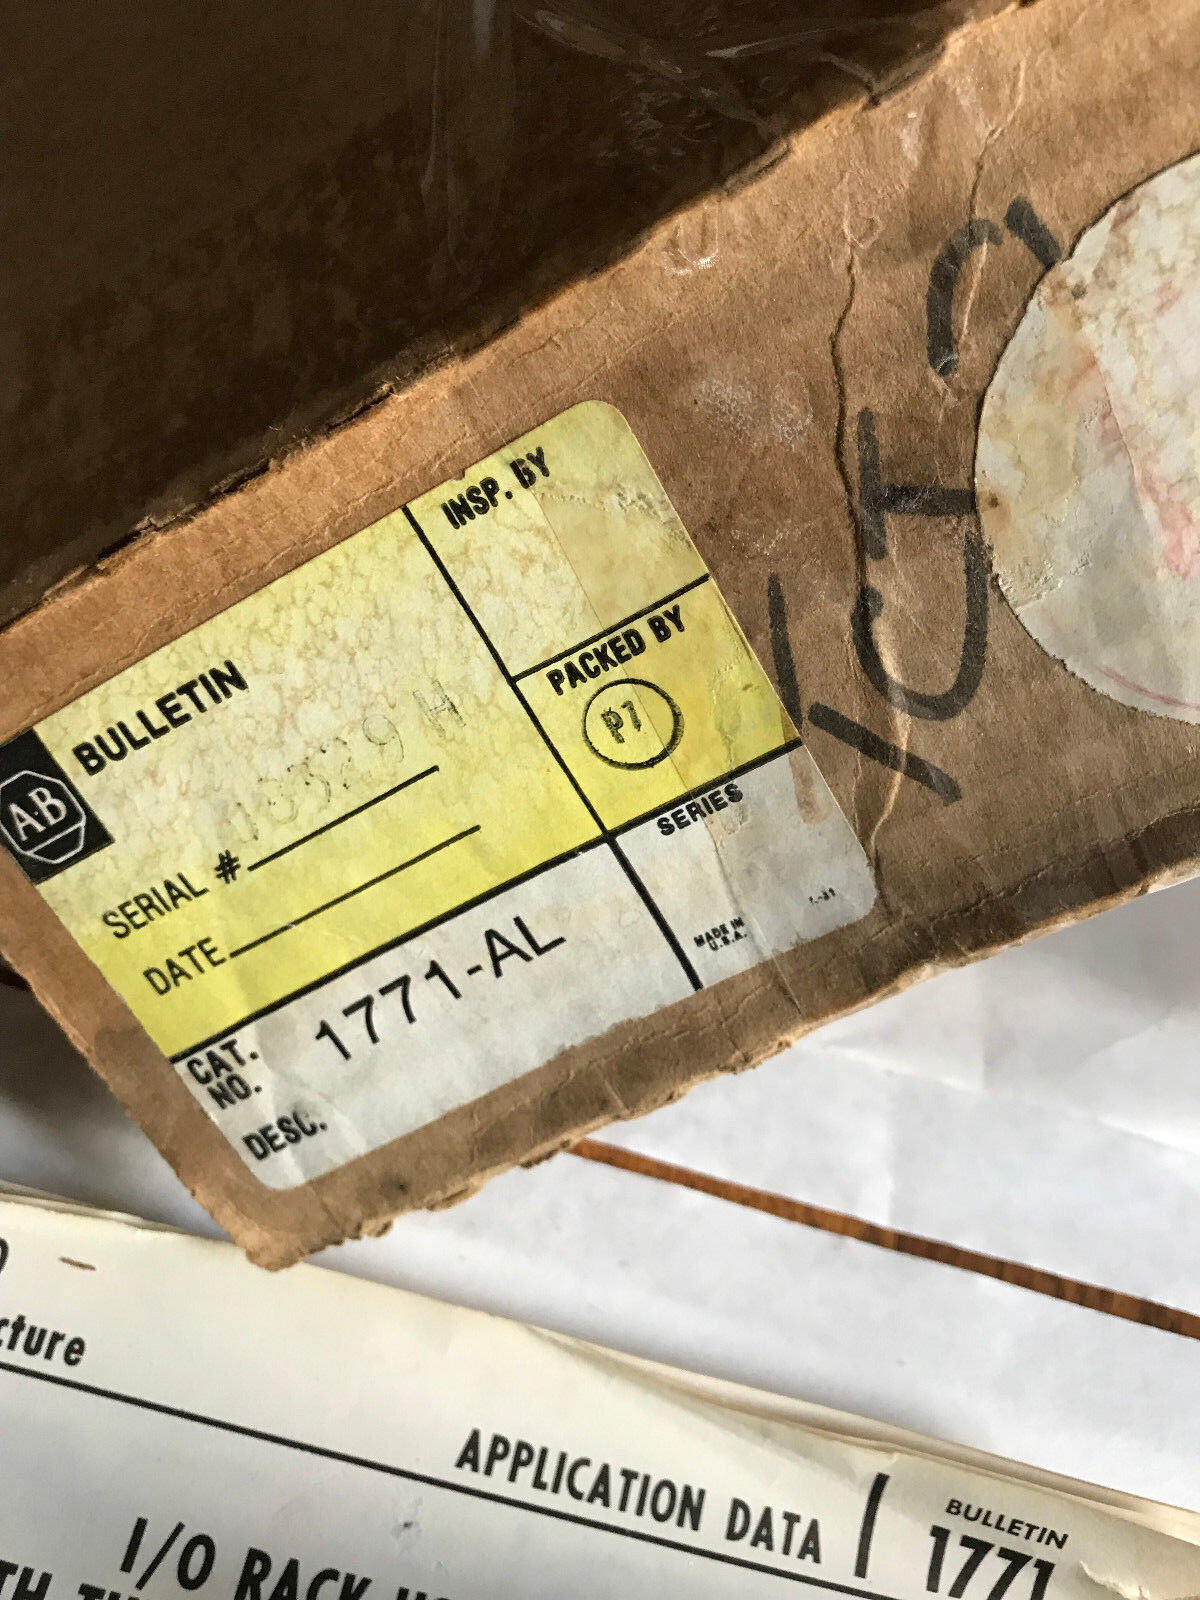 AB
BULLETIN
INSP. BY
PACKED BY
P1
SERIAL #
DATE
SERIES
MADE IN
U.S.A.
CAT.
NO.
1771-AL
DESC.
cture
APPLICATION DATA
BULLETIN
1771
I/O RACK